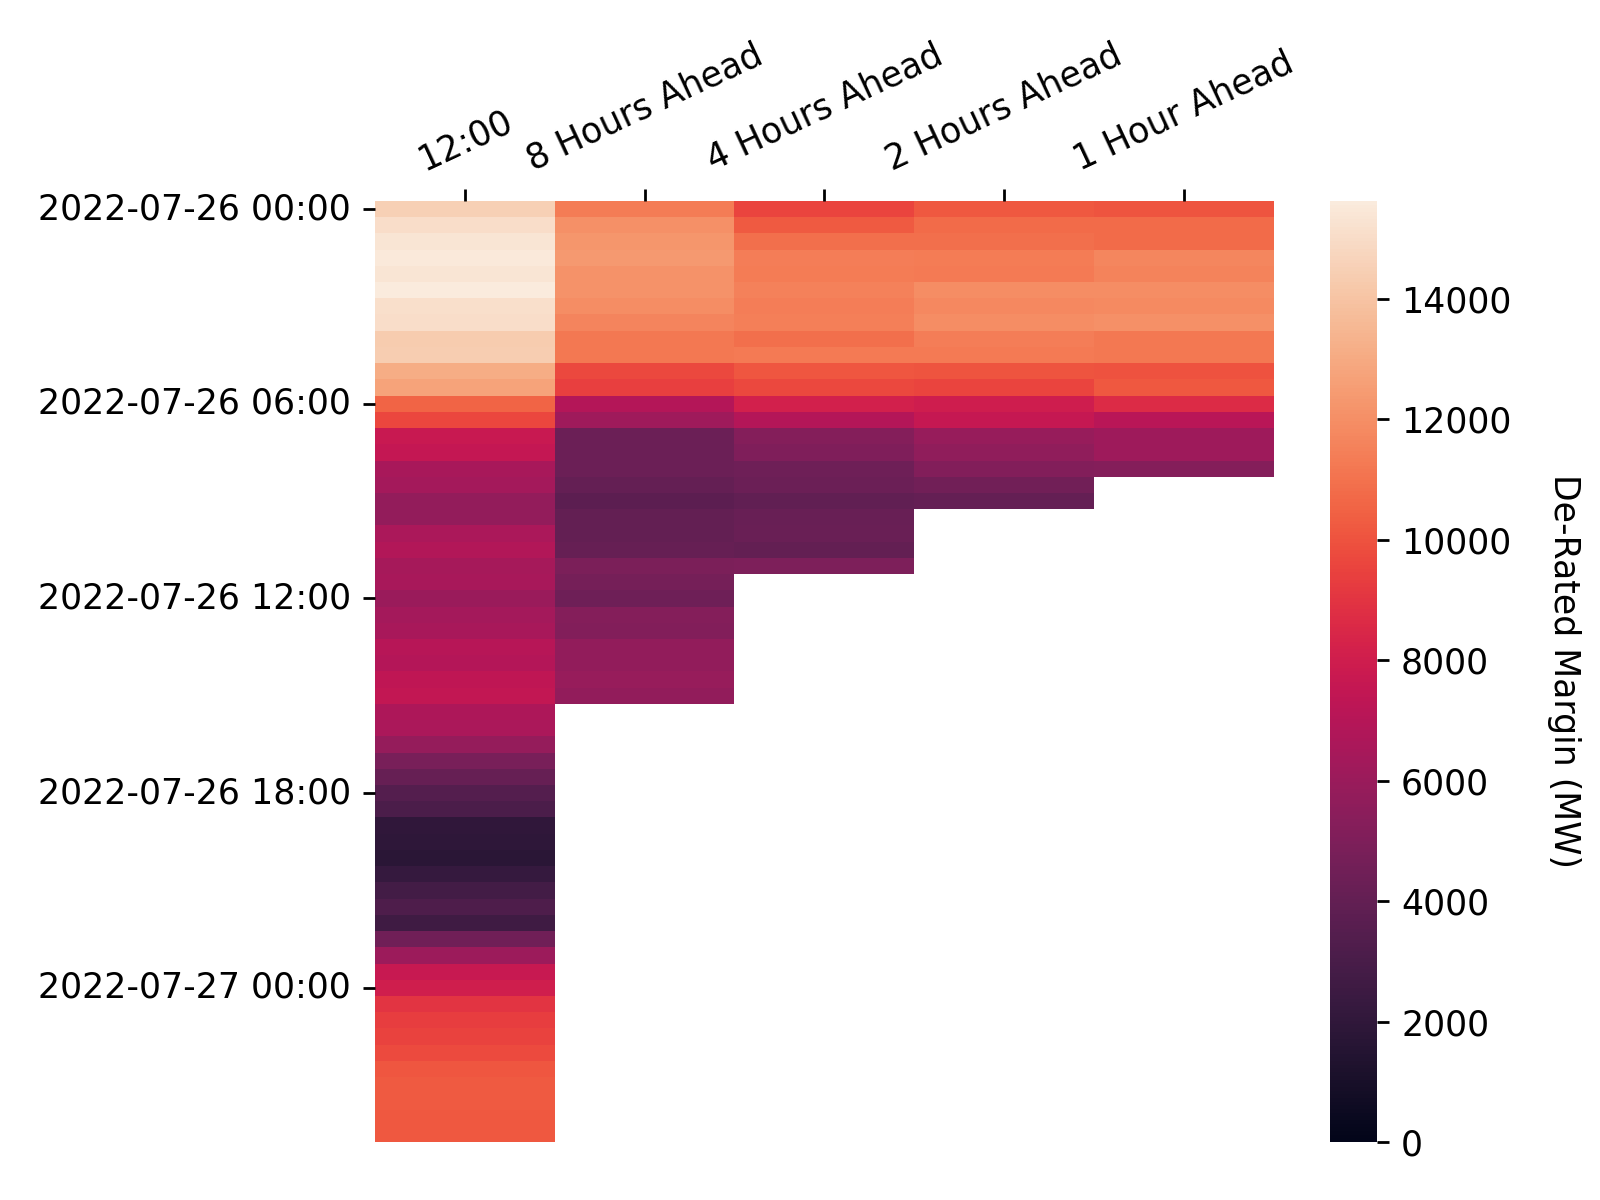 12:00
8 Hours Ahead
4 Hours Ahead
2 Hours Ahead
1 Hour Ahead
2022-07-26 00:00
2022-07-26 06:00
2022-07-26 12:00
2022-07-26 18:00
2022-07-27 00:00
14000
12000
10000
8000
6000
4000
2000
0
De-Rated Margin (MW)